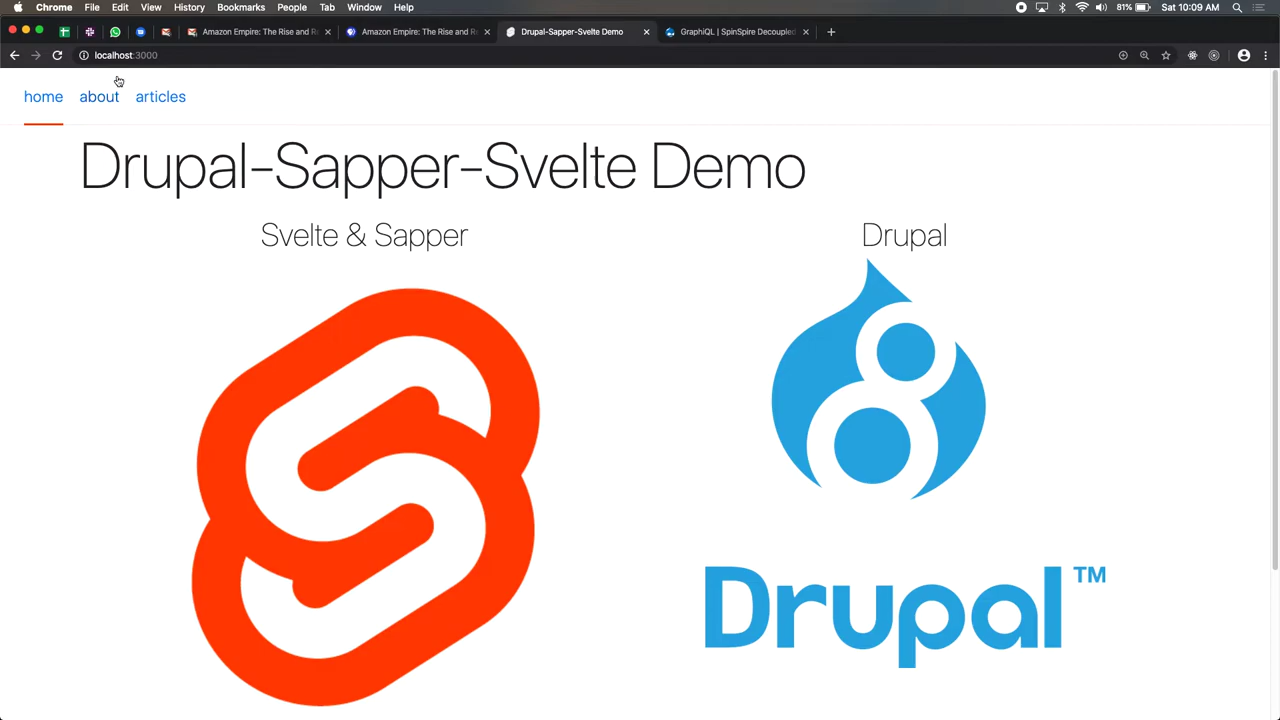 Chrome File Edit View History Bookmarks People Tab Window Help 81% Sat 10:09 AM
Amazon Empire: The Rise and Re Amazon Empire: The Rise and Re Drupal-Sapper-Svelte Demo GraphiQL | SpinSpire Decoupled
localhost:3000
home about articles
Drupal-Sapper-Svelte Demo
Svelte & Sapper Drupal
Drupal™